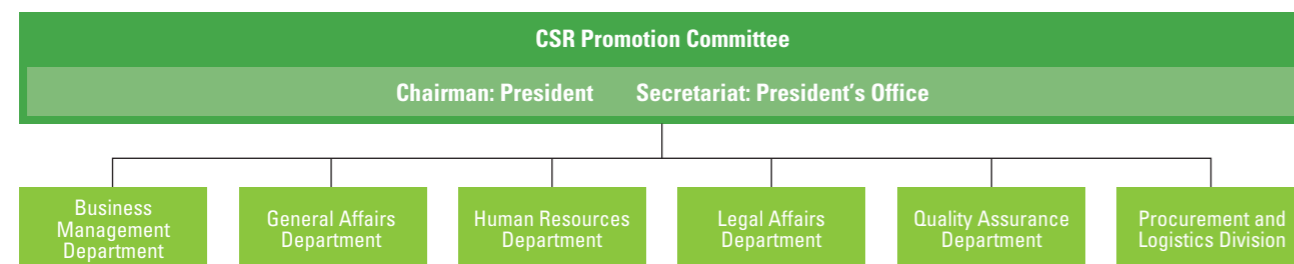 CSR Promotion Committee
Chairman: President Secretariat: President's Office
Business
Management
Department
General Affairs
Department
Human Resources
Department
Legal Affairs
Department
Quality Assurance
Department
Procurement and
Logistics Division